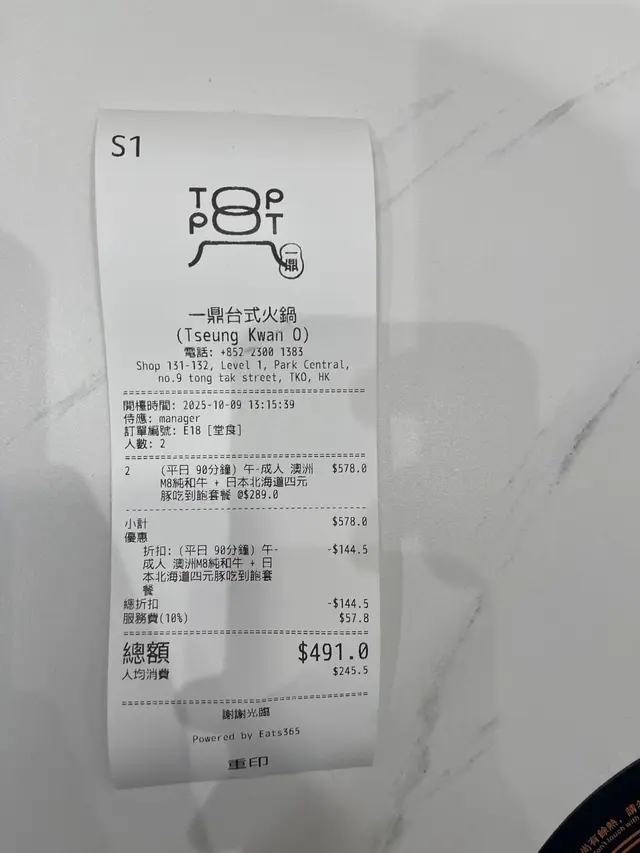 S1
TOP
POT
一鼎
一鼎台式火鍋
(Tseung Kwan O)
電話: +852 2300 1383
Shop 131-132, Level 1, Park Central,
no.9 tong tak street, TKO, HK
開檯時間: 2025-10-09 13:15:39
侍應: manager
訂單編號: E18 [堂食]
人數: 2
2 (平日 90分鐘) 午-成人 澳洲 $578.0
M8純和牛 + 日本北海道四元
豚吃到飽套餐 @$289.0
小計 $578.0
優惠
折扣: (平日 90分鐘) 午- -$144.5
成人 澳洲M8純和牛 + 日
本北海道四元豚吃到飽套
餐
總折扣 -$144.5
服務費(10%) $57.8
總額 $491.0
人均消費 $245.5
謝謝光臨
Powered by Eats365
重印
尚有餘熱，請
Don't touch with